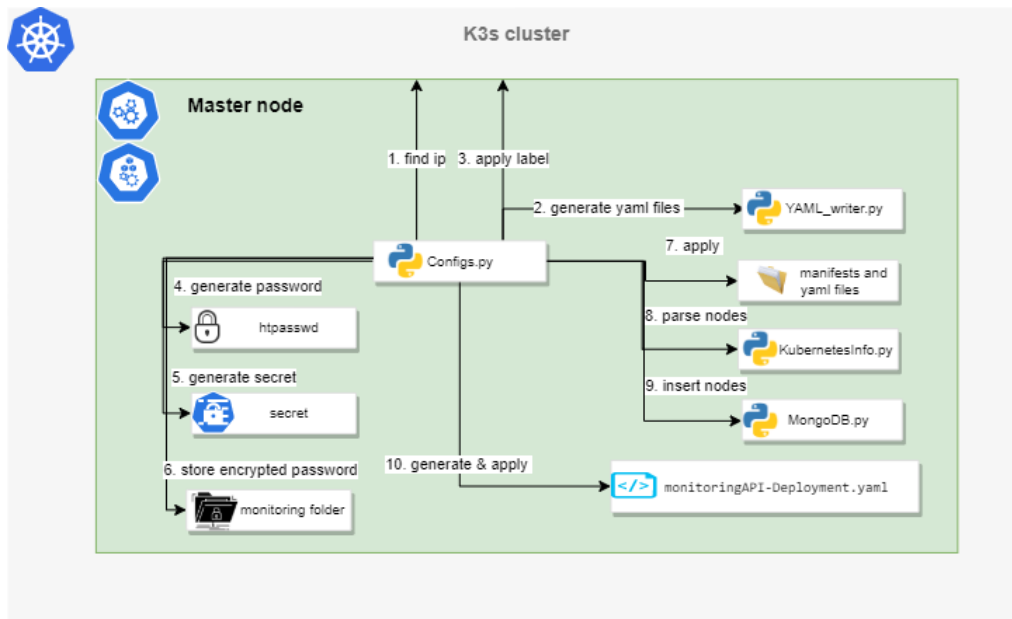 K3s cluster
Master node
1. find ip
3. apply label
2. generate yaml files
YAML_writer.py
7. apply
Configs.py
manifests and
yaml files
4. generate password
htpasswd
8. parse nodes
KubernetesInfo.py
5. generate secret
secret
9. insert nodes
MongoDB.py
6. store encrypted password
monitoring folder
10. generate & apply
</>
monitoringAPI-Deployment.yaml